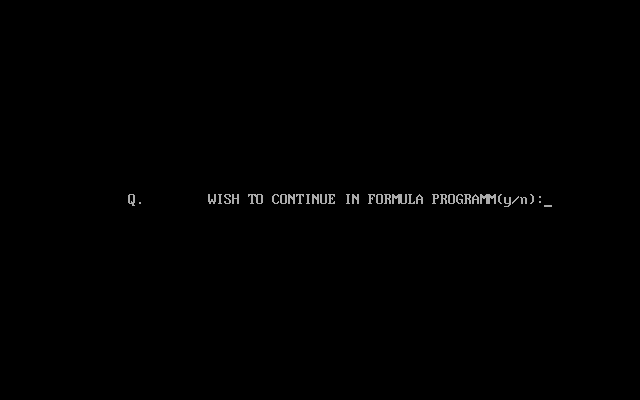 Q.        WISH TO CONTINUE IN FORMULA PROGRAMM(y/n):_